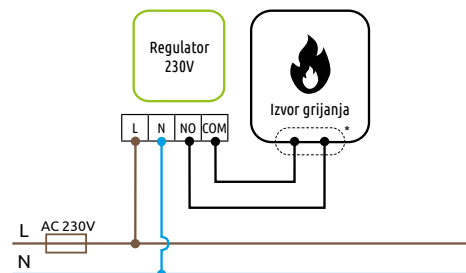 Regulator
230V
Izvor grijanja
*
L N NO COM
L AC 230V
N